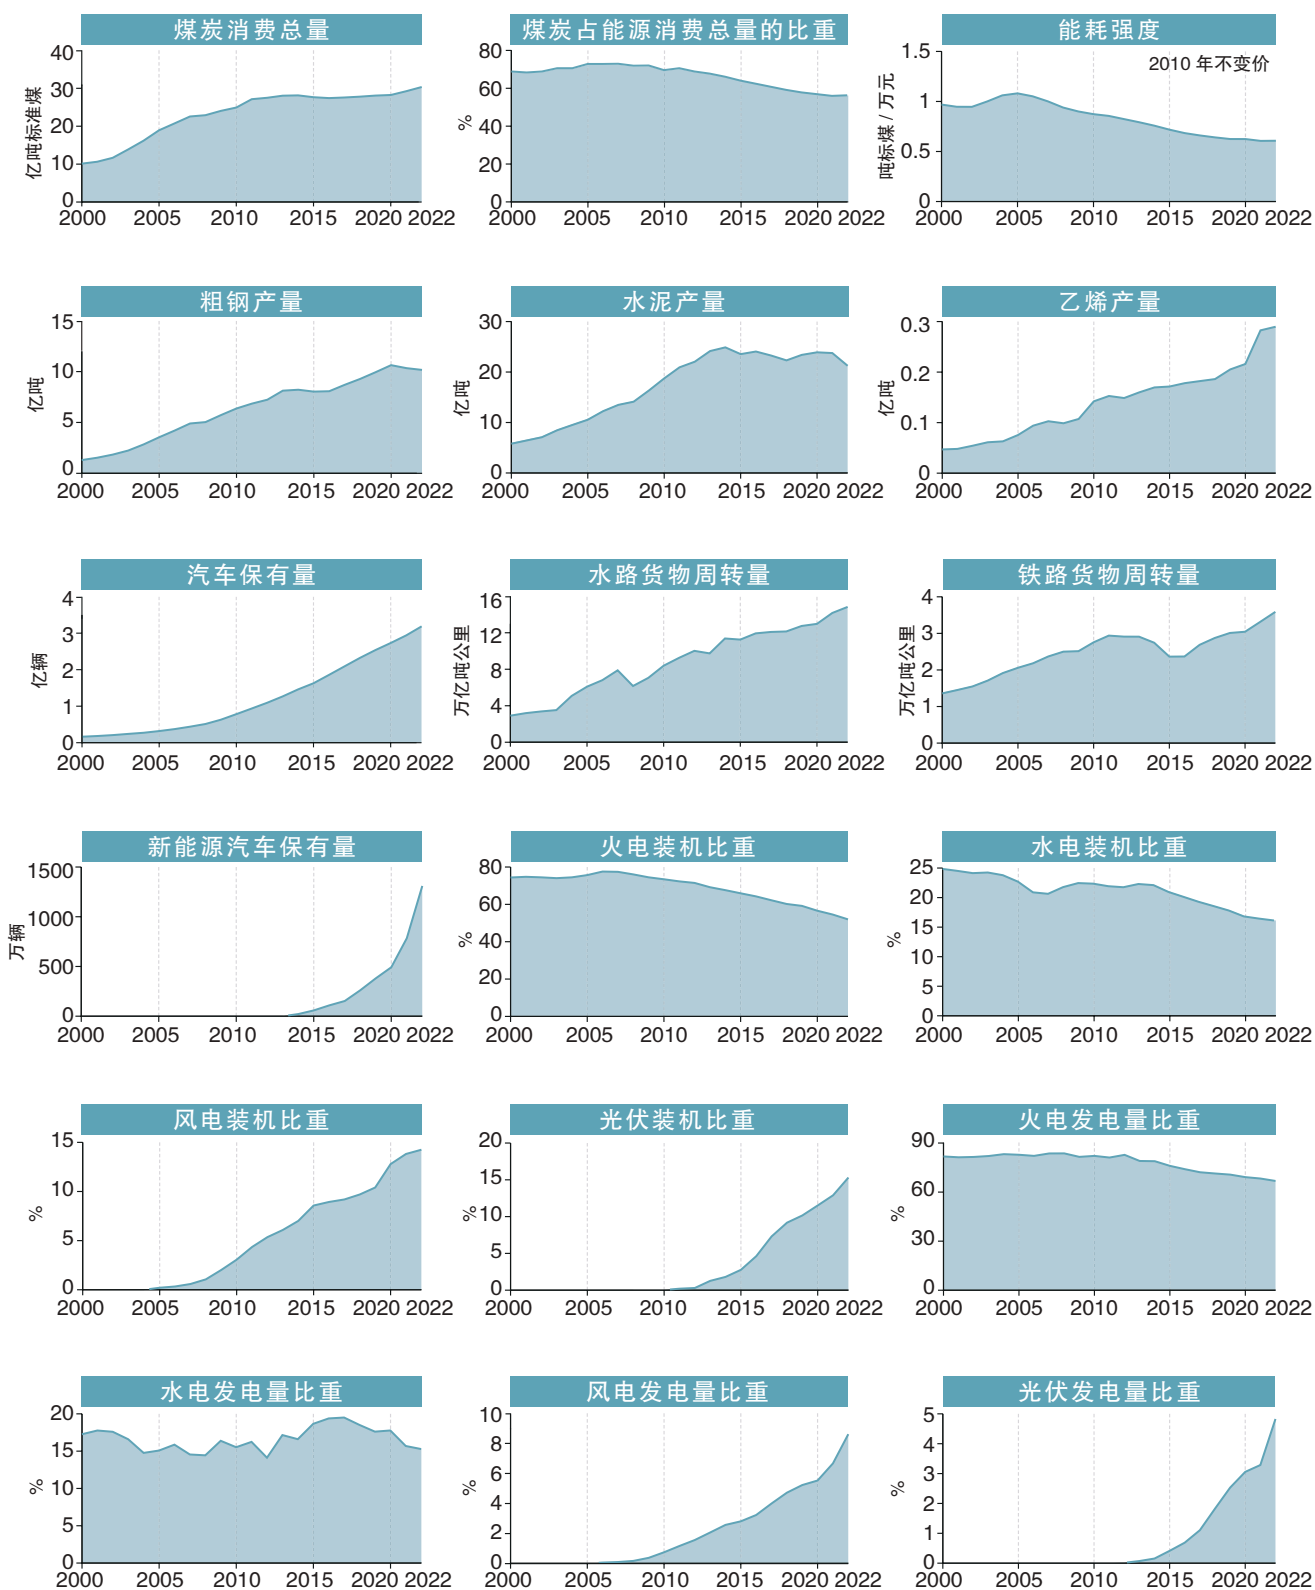 煤炭消费总量
亿吨标准煤
40
30
20
10
0
2000 2005 2010 2015 2020 2022
煤炭占能源消费总量的比重
%
80
60
40
20
0
2000 2005 2010 2015 2020 2022
能耗强度
2010 年不变价
吨标煤 / 万元
1.5
1
0.5
0
2000 2005 2010 2015 2020 2022
粗钢产量
亿吨
15
10
5
0
2000 2005 2010 2015 2020 2022
水泥产量
亿吨
30
20
10
0
2000 2005 2010 2015 2020 2022
乙烯产量
亿吨
0.3
0.2
0.1
0
2000 2005 2010 2015 2020 2022
汽车保有量
亿辆
4
3
2
1
0
2000 2005 2010 2015 2020 2022
水路货物周转量
万亿吨公里
16
12
8
4
0
2000 2005 2010 2015 2020 2022
铁路货物周转量
万亿吨公里
4
3
2
1
0
2000 2005 2010 2015 2020 2022
新能源汽车保有量
万辆
1500
1000
500
0
2000 2005 2010 2015 2020 2022
火电装机比重
%
80
60
40
20
0
2000 2005 2010 2015 2020 2022
水电装机比重
%
25
20
15
10
5
0
2000 2005 2010 2015 2020 2022
风电装机比重
%
15
10
5
0
2000 2005 2010 2015 2020 2022
光伏装机比重
%
20
15
10
5
0
2000 2005 2010 2015 2020 2022
火电发电量比重
%
90
60
30
0
2000 2005 2010 2015 2020 2022
水电发电量比重
%
20
15
10
5
0
2000 2005 2010 2015 2020 2022
风电发电量比重
%
10
8
6
4
2
0
2000 2005 2010 2015 2020 2022
光伏发电量比重
%
5
4
3
2
1
0
2000 2005 2010 2015 2020 2022